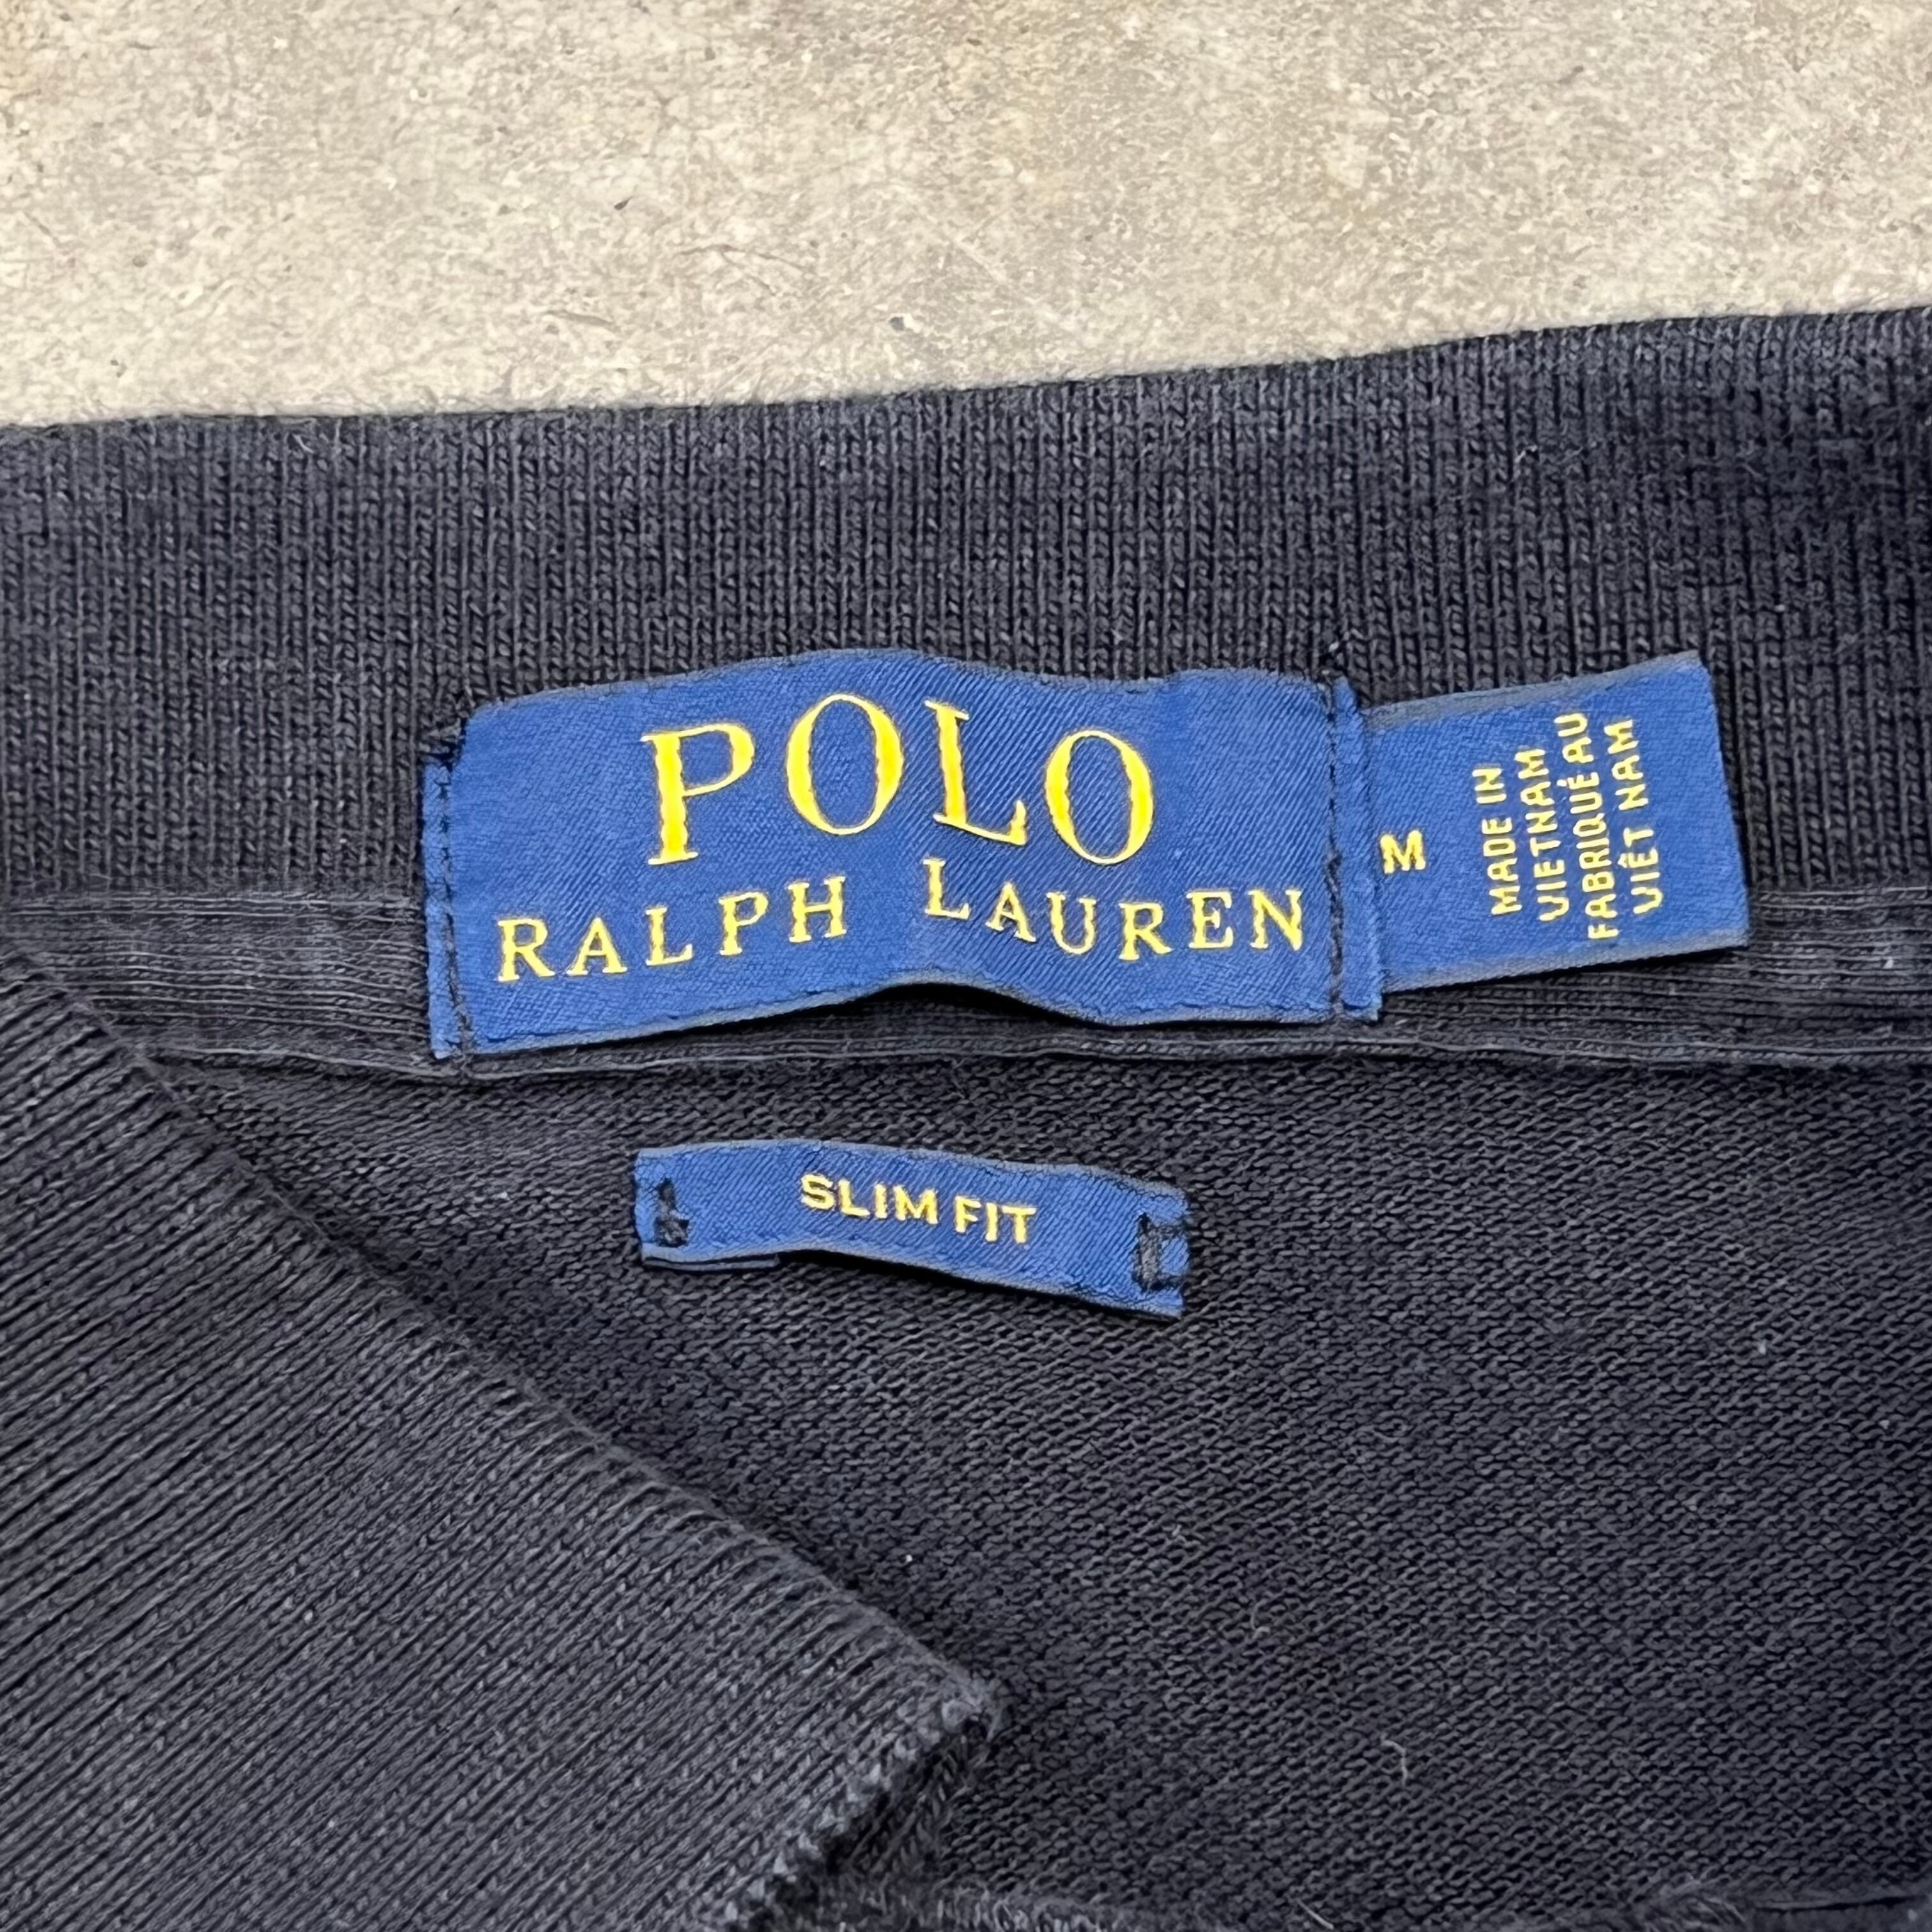 POLO
RALPH LAUREN
M
MADE IN
VIETNAM
FABRIQUÉ AU
VIÊT NAM
SLIM FIT